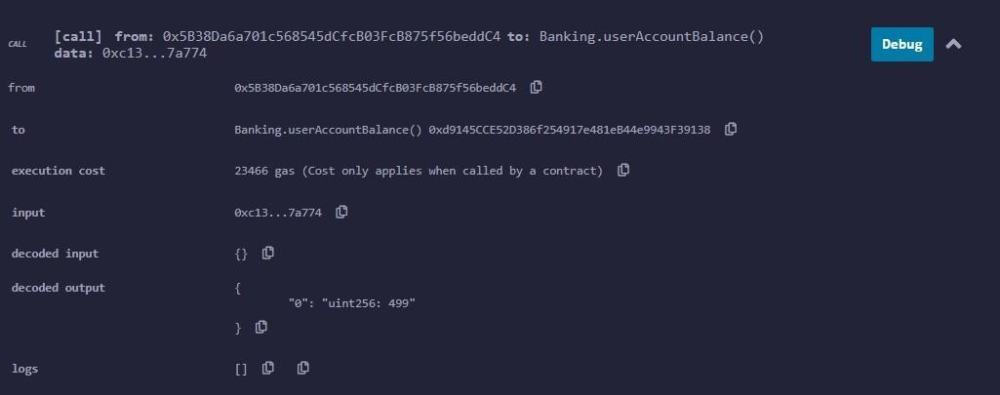 CALL [call] from: 0x5B38Da6a701c568545dCfcB03FcB875f56beddC4 to: Banking.userAccountBalance()
data: 0xc13...7a774
Debug
from 0x5B38Da6a701c568545dCfcB03FcB875f56beddC4
to Banking.userAccountBalance() 0xd9145CCE52D386f254917e481eB44e9943F39138
execution cost 23466 gas (Cost only applies when called by a contract)
input 0xc13...7a774
decoded input {}
decoded output {
"0": "uint256: 499"
}
logs []